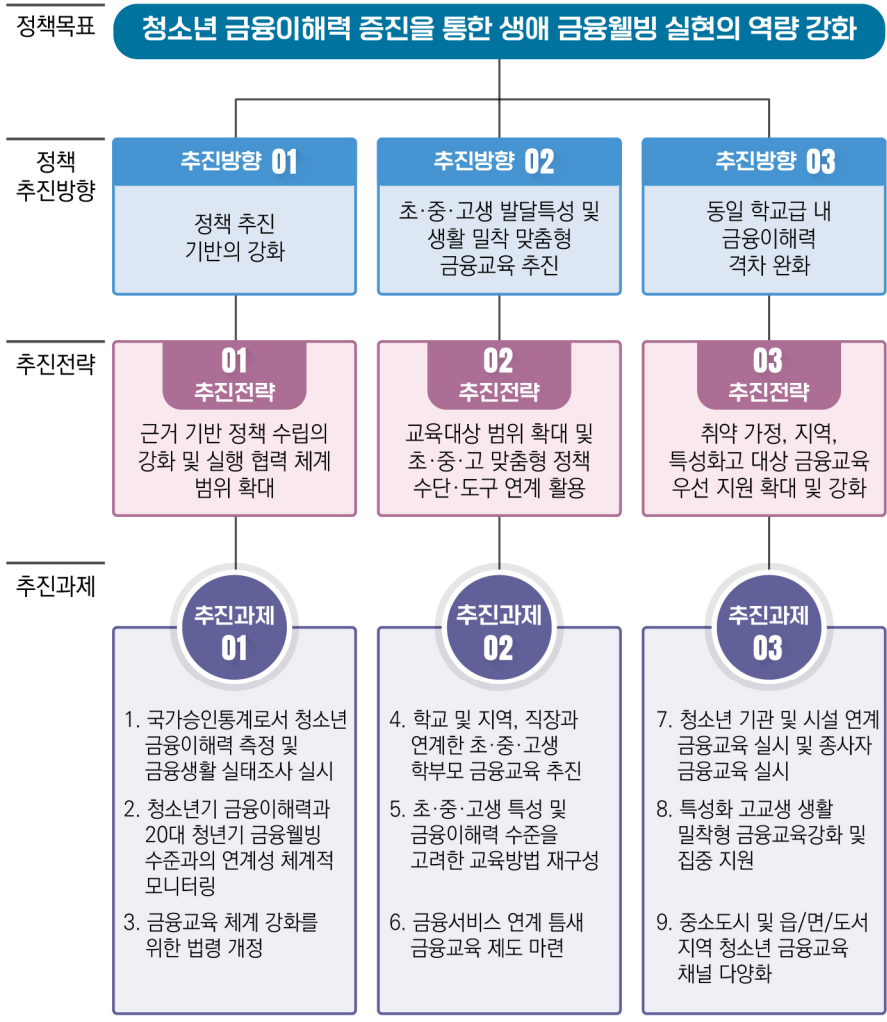 정책목표
청소년 금융이해력 증진을 통한 생애 금융웰빙 실현의 역량 강화
정책
추진방향
추진방향 01
정책 추진
기반의 강화
추진방향 02
초·중·고생 발달특성 및
생활 밀착 맞춤형
금융교육 추진
추진방향 03
동일 학교급 내
금융이해력
격차 완화
추진전략
01
추진전략
근거 기반 정책 수립의
강화 및 실행 협력 체계
범위 확대
02
추진전략
교육대상 범위 확대 및
초·중·고 맞춤형 정책
수단·도구 연계 활용
03
추진전략
취약 가정, 지역,
특성화고 대상 금융교육
우선 지원 확대 및 강화
추진과제
추진과제
01
1. 국가승인통계로서 청소년
금융이해력 측정 및
금융생활 실태조사 실시
2. 청소년기 금융이해력과
20대 청년기 금융웰빙
수준과의 연계성 체계적
모니터링
3. 금융교육 체계 강화를
위한 법령 개정
추진과제
02
4. 학교 및 지역, 직장과
연계한 초·중·고생
학부모 금융교육 추진
5. 초·중·고생 특성 및
금융이해력 수준을
고려한 교육방법 재구성
6. 금융서비스 연계 틈새
금융교육 제도 마련
추진과제
03
7. 청소년 기관 및 시설 연계
금융교육 실시 및 종사자
금융교육 실시
8. 특성화 고교생 생활
밀착형 금융교육강화 및
집중 지원
9. 중소도시 및 읍/면/도서
지역 청소년 금융교육
채널 다양화